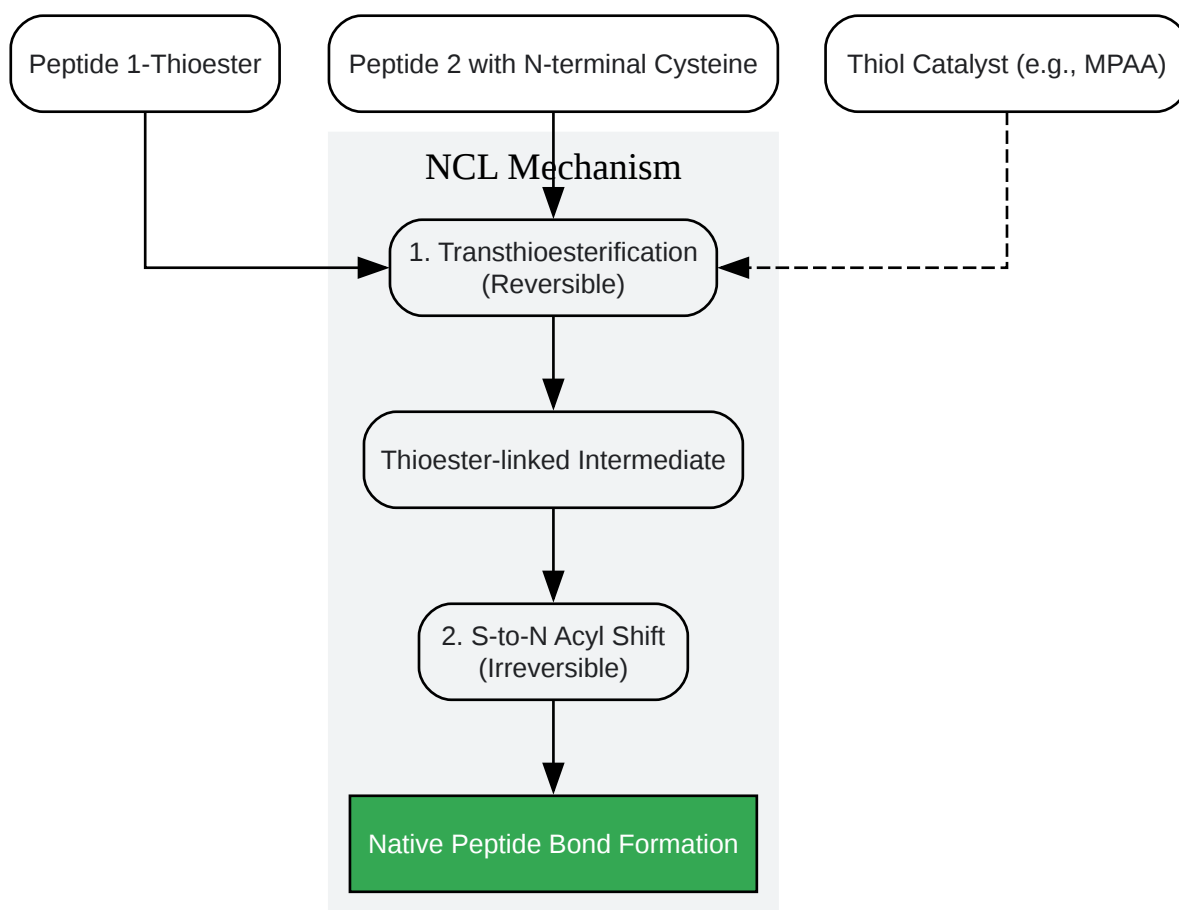 Peptide 1-Thioester
Peptide 2 with N-terminal Cysteine
Thiol Catalyst (e.g., MPAA)
NCL Mechanism
1. Transthioesterification
(Reversible)
Thioester-linked Intermediate
2. S-to-N Acyl Shift
(Irreversible)
Native Peptide Bond Formation